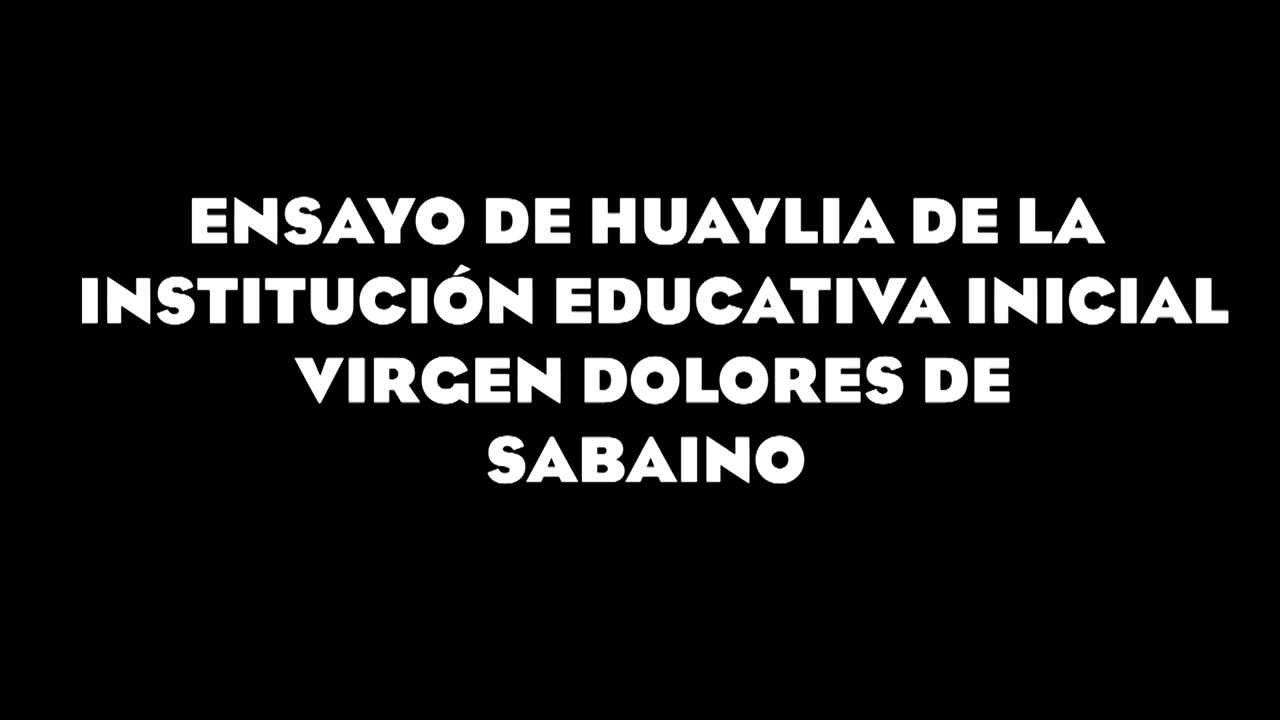 ENSAYO DE HUAYLIA DE LA
INSTITUCIÓN EDUCATIVA INICIAL
VIRGEN DOLORES DE
SABAINO